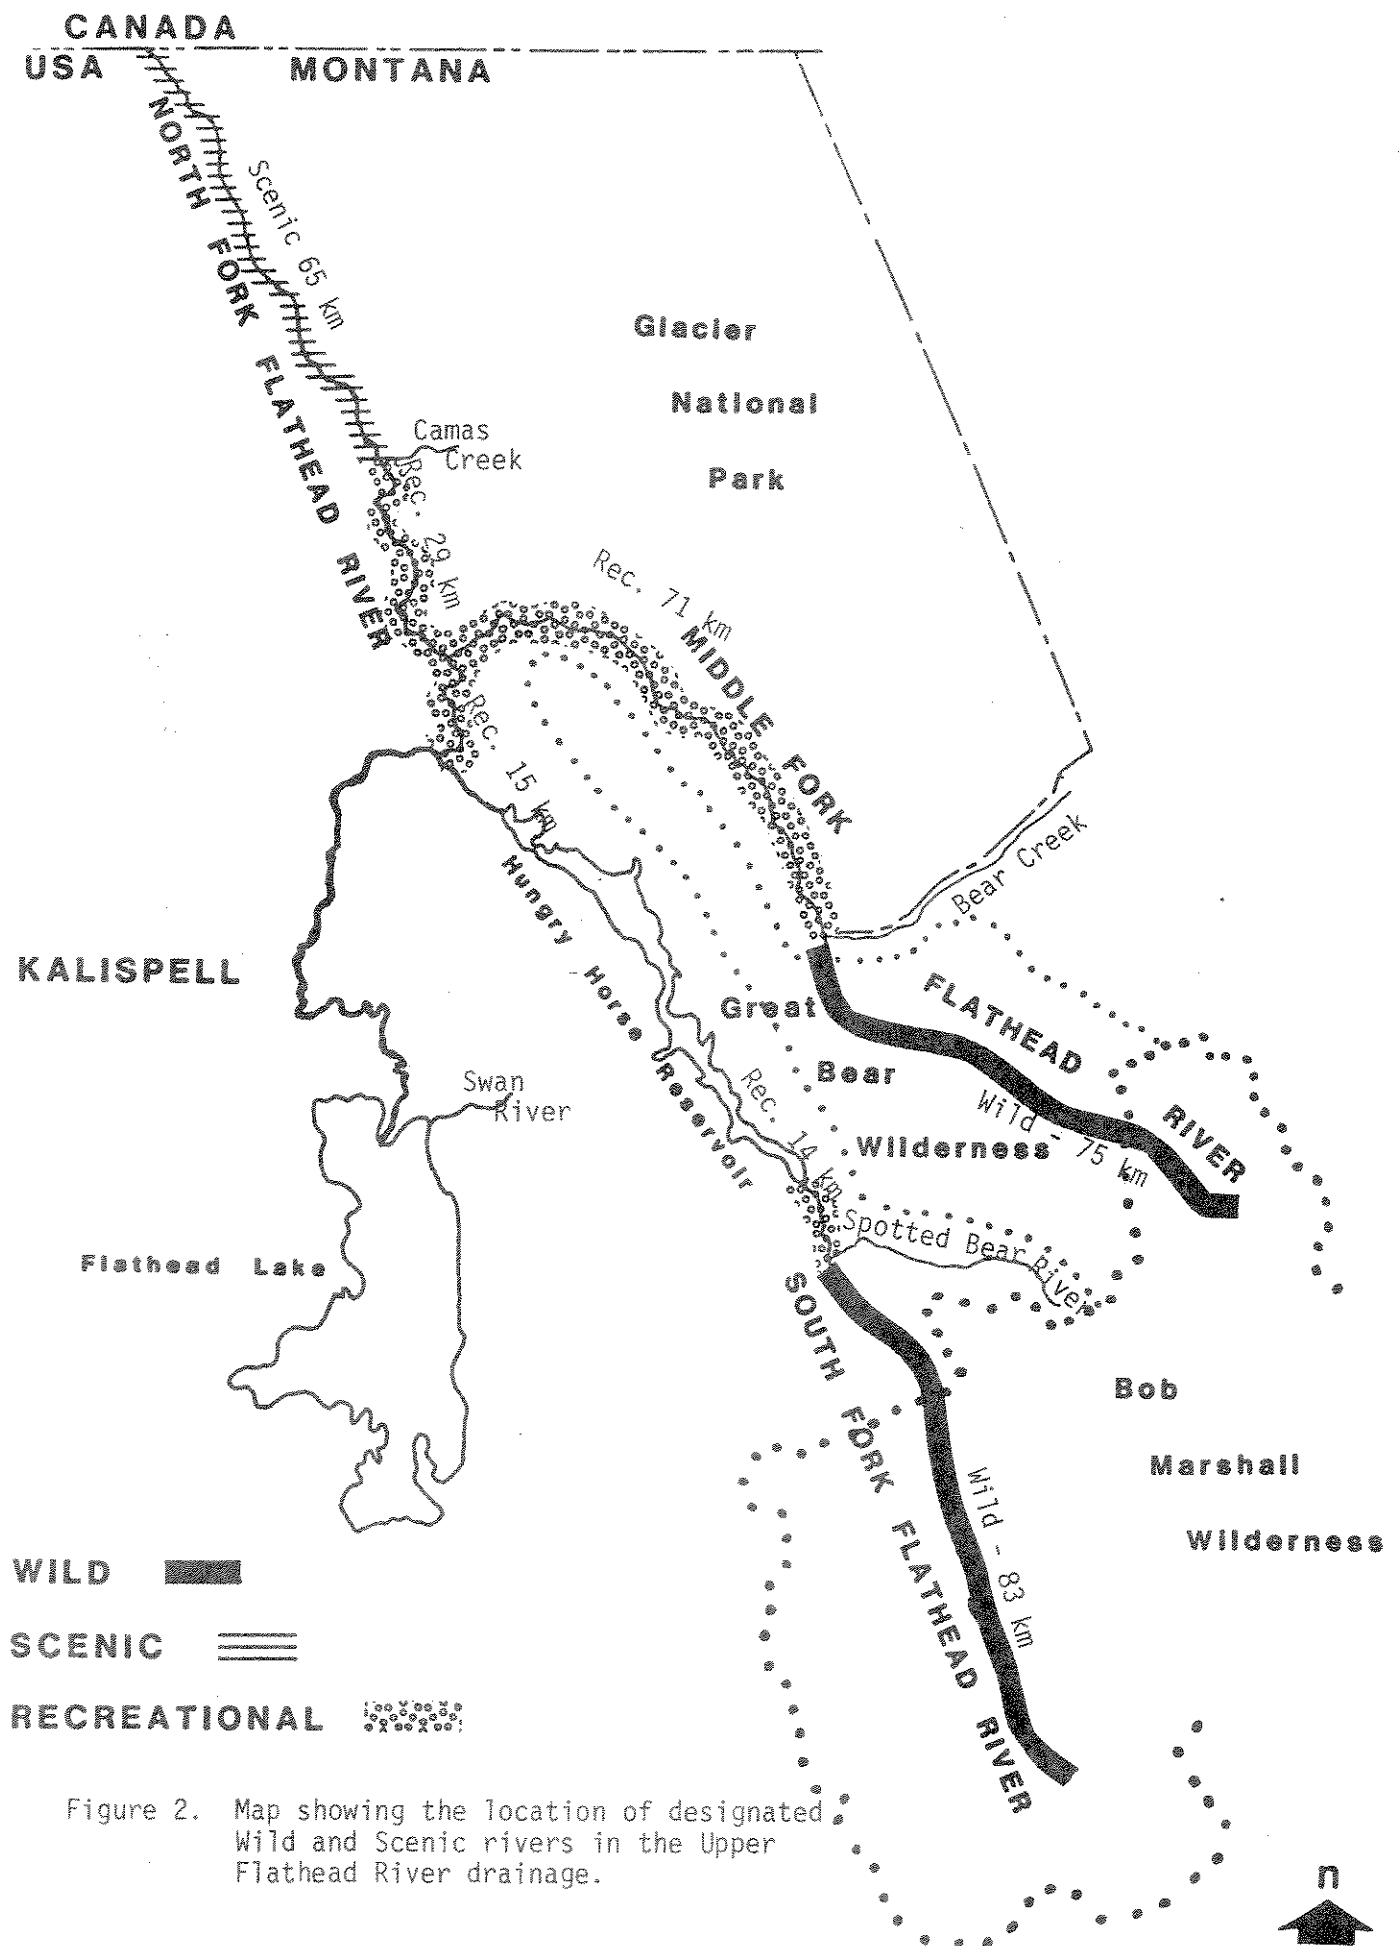 CANADA
USA MONTANA
NORTH FORK FLATHEAD RIVER
Scenic 65 km
Glacier
National
Park
Camas
Creek
Rec. 29 km
Rec. 71 km
MIDDLE FORK
Rec. 15 km
Bear Creek
Hungry Horse Reservoir
KALISPELL
FLATHEAD RIVER
Great
Bear
Wilderness
Wild - 75 km
Swan
River
Rec. 14 km
Spotted Bear River
Flathead Lake
SOUTH FORK FLATHEAD RIVER
Bob
Marshall
Wilderness
Wild - 83 km
WILD
SCENIC
RECREATIONAL
Figure 2. Map showing the location of designated
Wild and Scenic rivers in the Upper
Flathead River drainage.
n